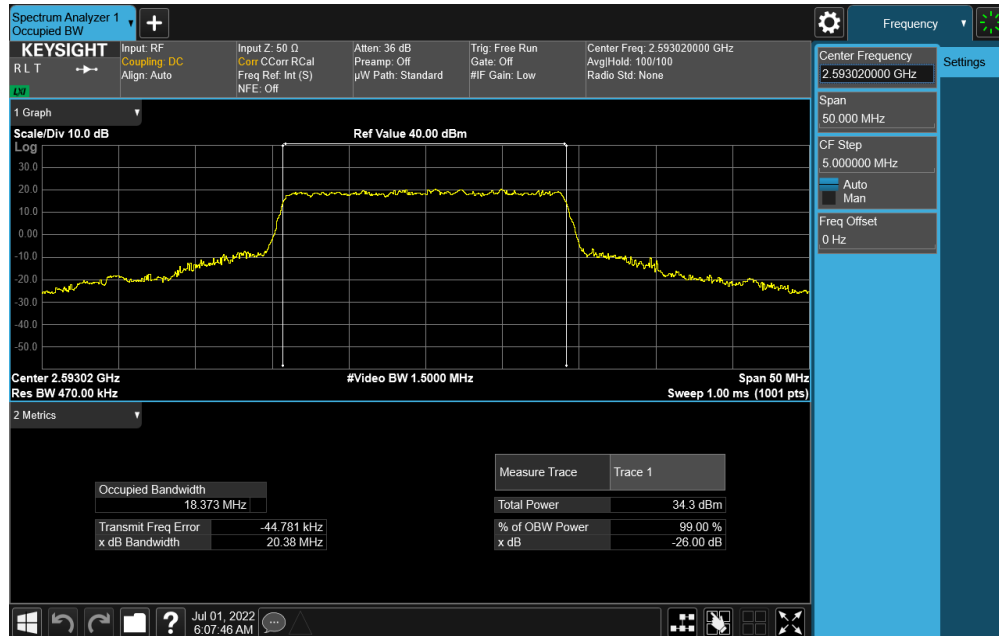 Spectrum Analyzer 1
Occupied BW
Frequency
KEYSIGHT
R L T
LXI
Input: RF
Coupling: DC
Align: Auto
Input Z: 50 Ω
Corr CCorr RCal
Freq Ref: Int (S)
NFE: Off
Atten: 36 dB
Preamp: Off
µW Path: Standard
Trig: Free Run
Gate: Off
#IF Gain: Low
Center Freq: 2.593020000 GHz
Avg|Hold: 100/100
Radio Std: None
Center Frequency
2.593020000 GHz
Settings
Span
50.000 MHz
CF Step
5.000000 MHz
Auto
Man
Freq Offset
0 Hz
1 Graph
Scale/Div 10.0 dB
Ref Value 40.00 dBm
Log
30.0
20.0
10.0
0.00
-10.0
-20.0
-30.0
-40.0
-50.0
Center 2.59302 GHz
#Video BW 1.5000 MHz
Span 50 MHz
Res BW 470.00 kHz
Sweep 1.00 ms (1001 pts)
2 Metrics
Occupied Bandwidth
18.373 MHz
Transmit Freq Error -44.781 kHz
x dB Bandwidth 20.38 MHz
Measure Trace Trace 1
Total Power 34.3 dBm
% of OBW Power 99.00 %
x dB -26.00 dB
?
Jul 01, 2022
6:07:46 AM